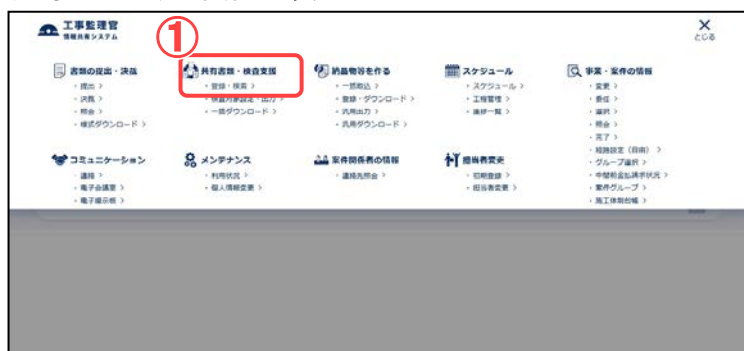 工事監理官
情報共有システム
とじる
①
書類の提出・決裁
・提出 >
・決裁 >
・照会 >
・様式ダウンロード >
共有書類・検査支援
・登録・検索 >
・検査対象設定・出力 >
・一括ダウンロード >
納品物等を作る
・一括取込 >
・登録・ダウンロード >
・汎用出力 >
・汎用ダウンロード >
スケジュール
・スケジュール >
・工程管理 >
・進捗一覧 >
事業・案件の情報
・変更 >
・委任 >
・選択 >
・照会 >
・完了 >
・経路設定（自由） >
・グループ選択 >
・中間前金払請求状況 >
・案件グループ >
・施工体制台帳 >
コミュニケーション
・連絡 >
・電子会議室 >
・電子掲示板 >
メンテナンス
・利用状況 >
・個人情報変更 >
案件関係者の情報
・連絡先照会 >
担当者変更
・初期登録 >
・担当者変更 >